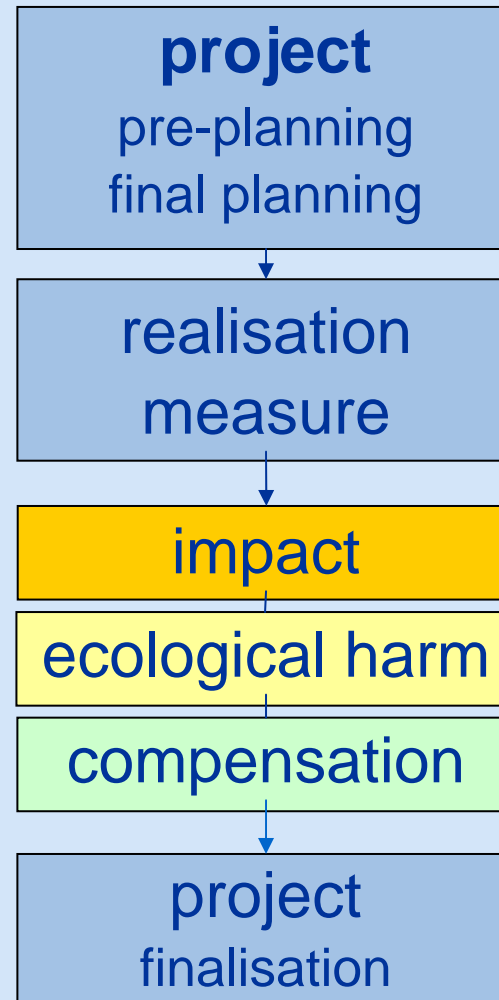 project
pre-planning
final planning
realisation
measure
impact
ecological harm
compensation
project
finalisation